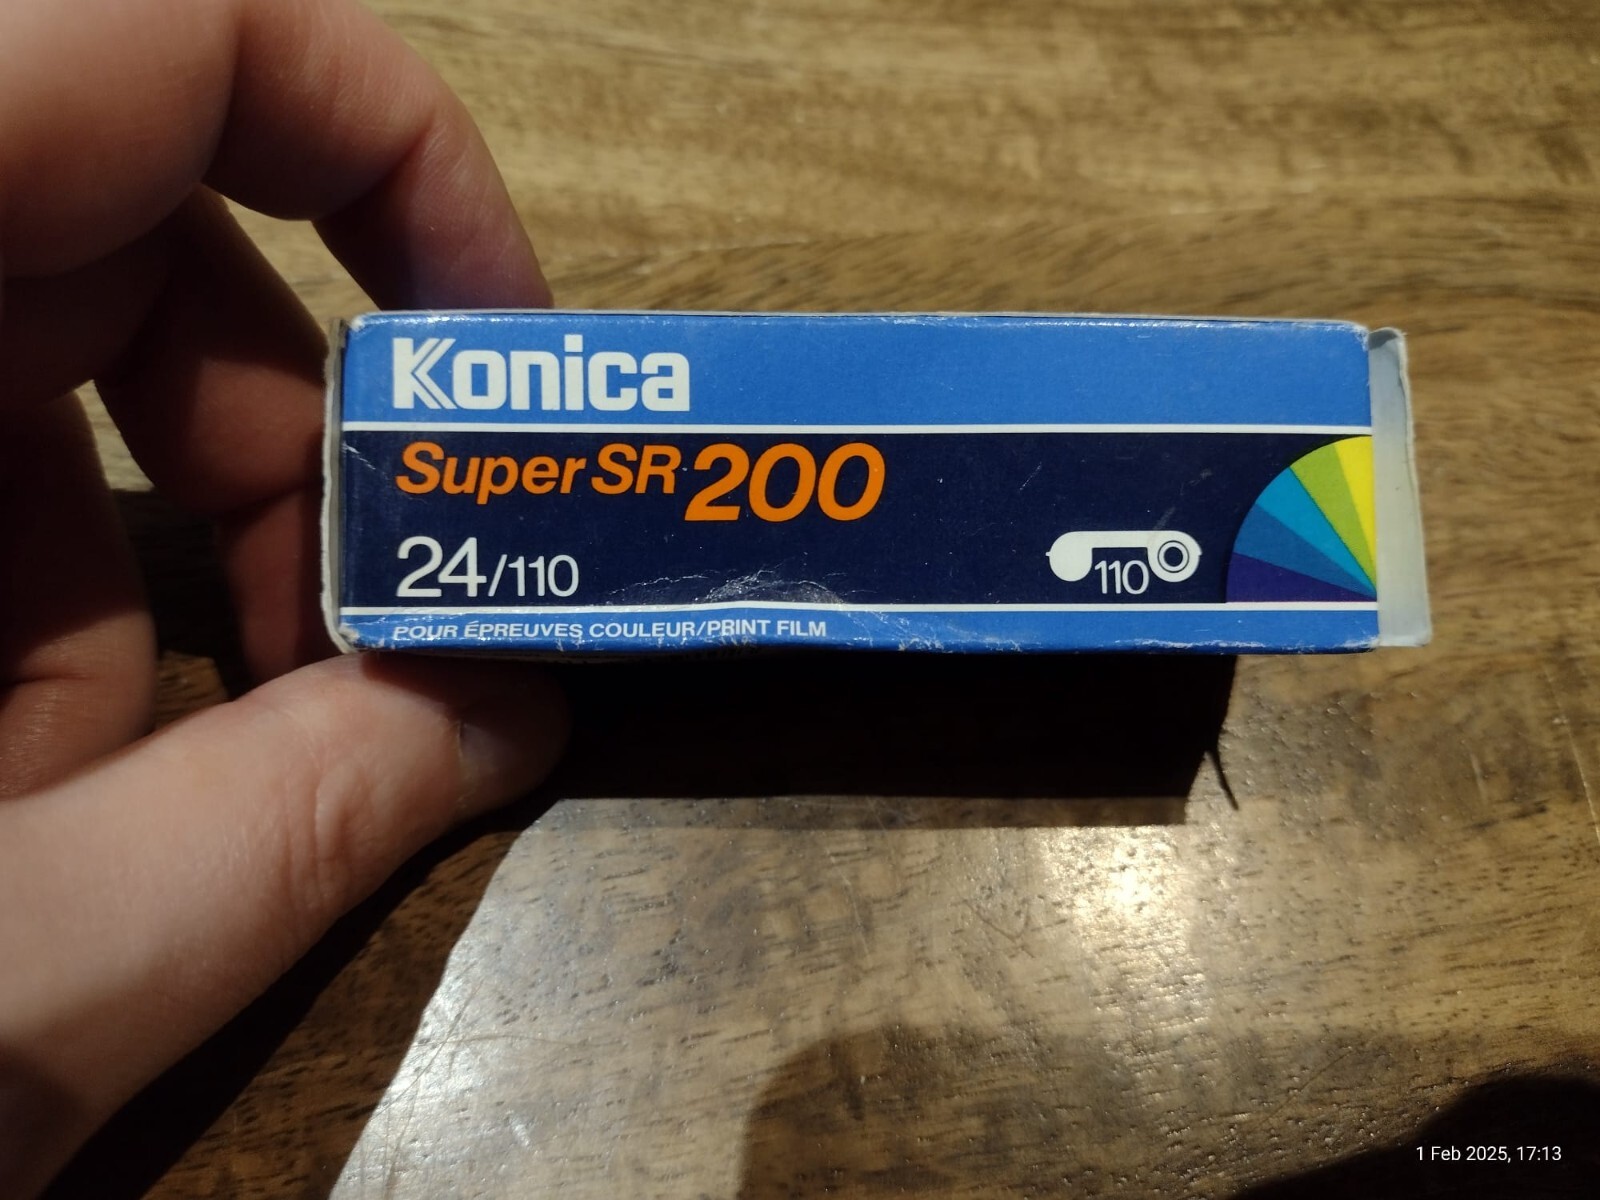 Konica
Super SR 200
24/110
110
POUR ÉPREUVES COULEUR/PRINT FILM
1 Feb 2025, 17:13